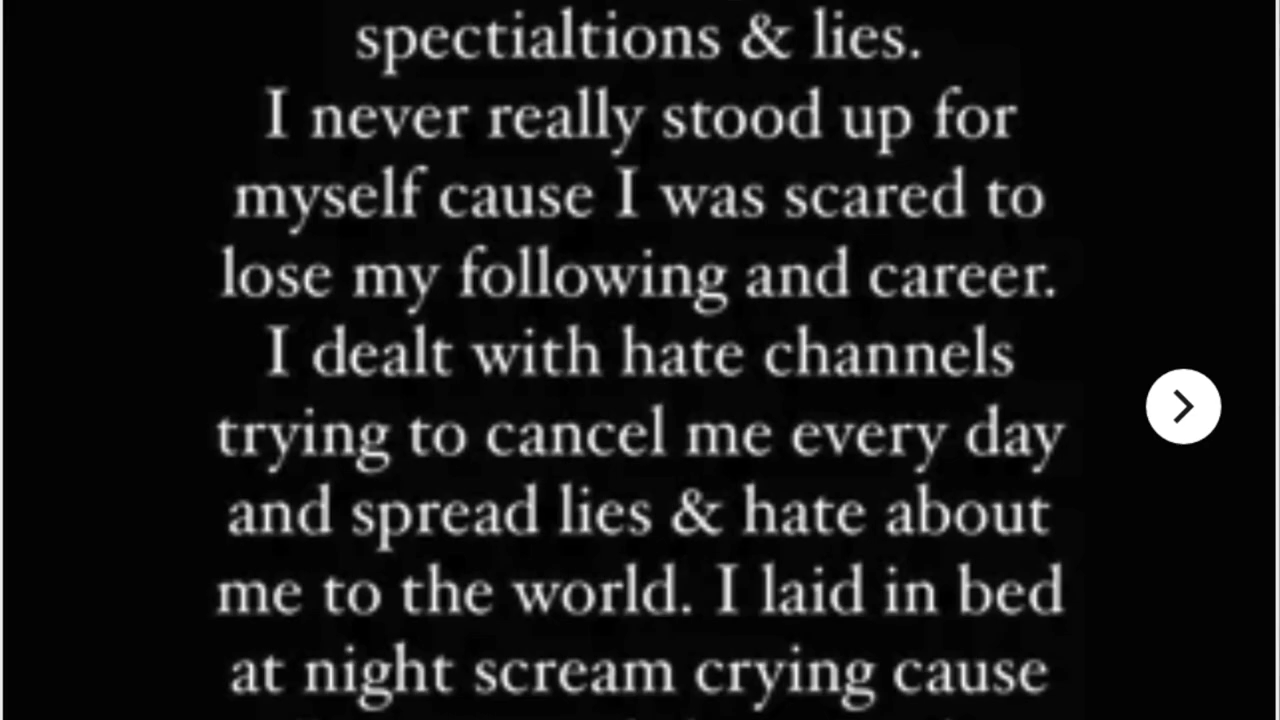 spectialtions & lies.
I never really stood up for
myself cause I was scared to
lose my following and career.
I dealt with hate channels
trying to cancel me every day
and spread lies & hate about
me to the world. I laid in bed
at night scream crying cause